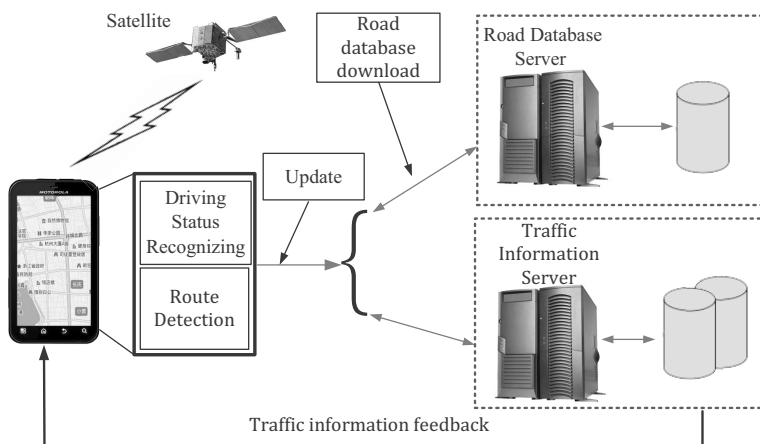 Satellite
Road
database
download
Road Database
Server
MOTOROLA
Driving
Status
Recognizing
Update
Route
Detection
Traffic
Information
Server
Traffic information feedback